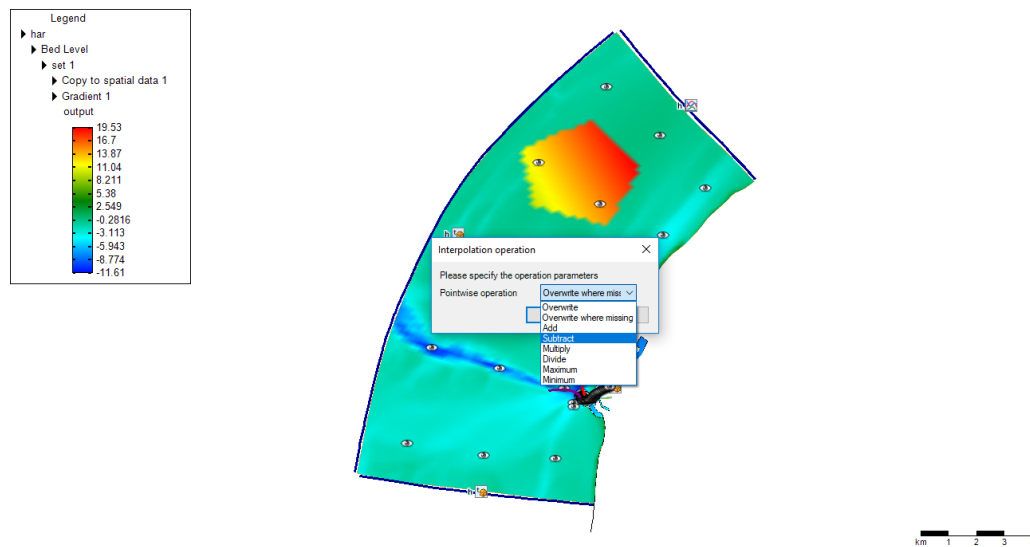 Legend
har
Bed Level
set 1
Copy to spatial data 1
Gradient 1
output
19.53
16.7
13.87
11.04
8.211
5.38
2.549
-0.2816
-3.113
-5.943
-8.774
-11.61
h
h
Interpolation operation
Please specify the operation parameters
Pointwise operation
Overwrite where miss
Overwrite
Overwrite where missing
Add
Subtract
Multiply
Divide
Maximum
Minimum
h
km 1 2 3